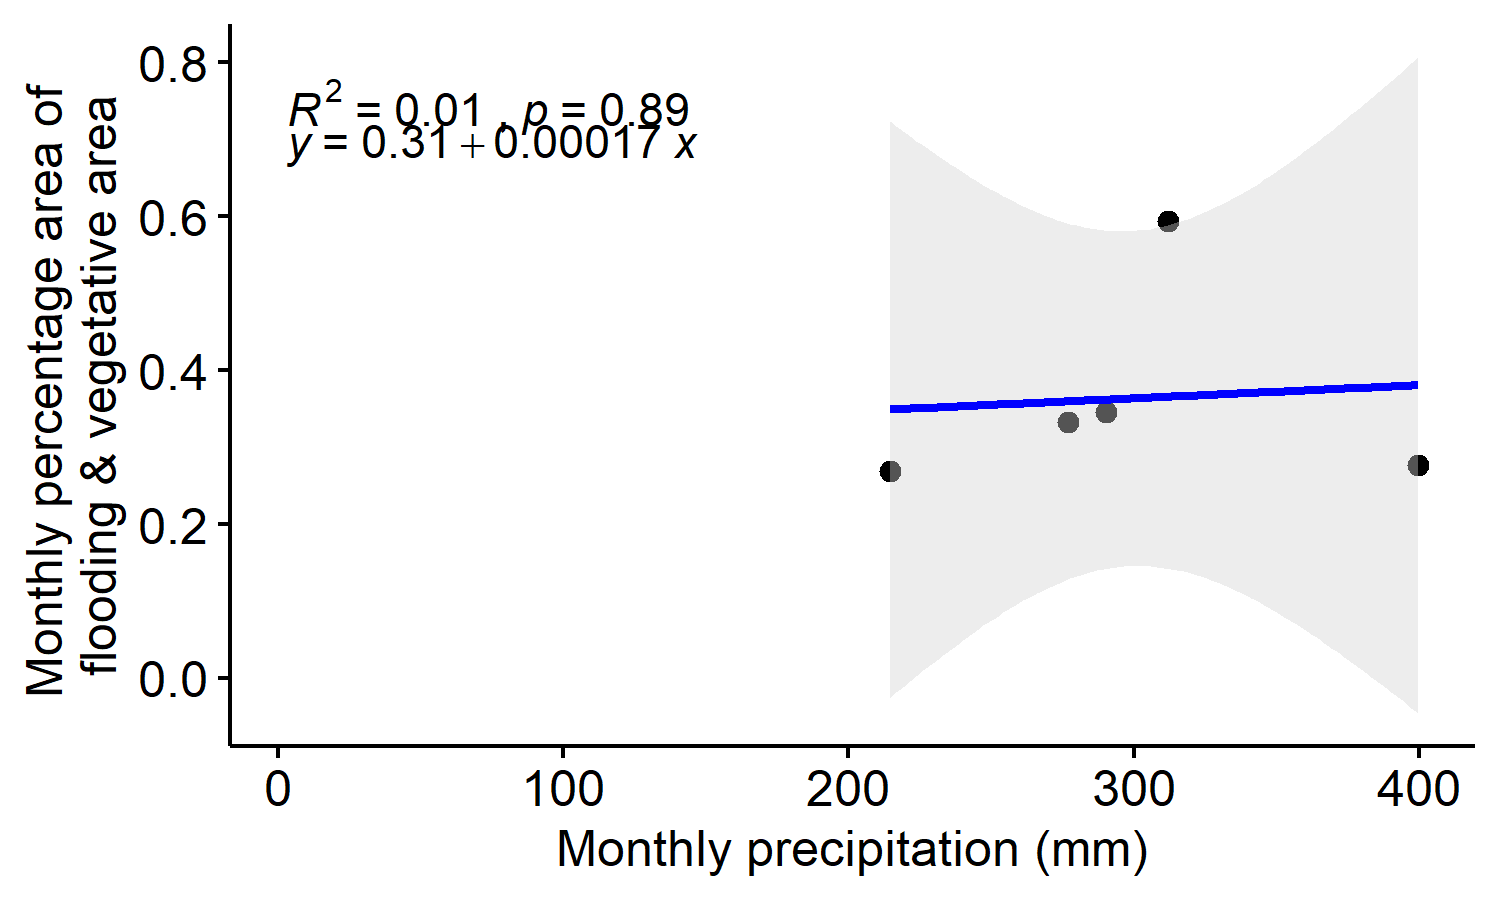 Monthly percentage area of
flooding & vegetative area
0.8
0.6
0.4
0.2
0.0
R² = 0.01 , p = 0.89
y = 0.31 + 0.00017 x
0 100 200 300 400
Monthly precipitation (mm)